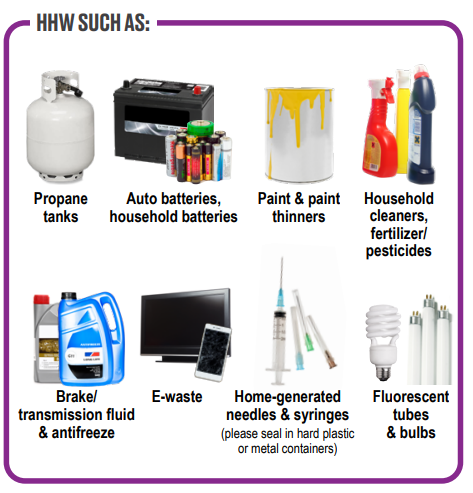 HHW SUCH AS:
Propane
tanks
Auto batteries,
household batteries
Paint & paint
thinners
Household
cleaners,
fertilizer/
pesticides
Brake/
transmission fluid
& antifreeze
E-waste
Home-generated
needles & syringes
(please seal in hard plastic
or metal containers)
Fluorescent
tubes
& bulbs